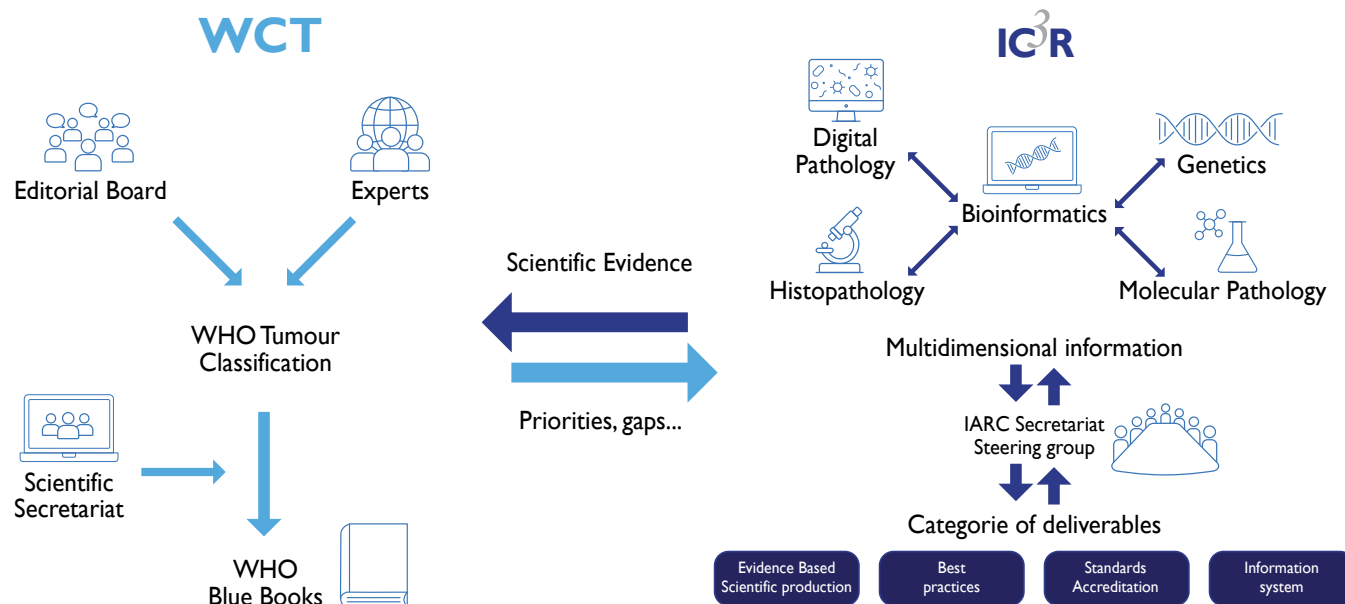 WCT
Editorial Board
Experts
WHO Tumour
Classification
Scientific
Secretariat
WHO
Blue Books
Scientific Evidence
Priorities, gaps...
IC3R
Digital
Pathology
Bioinformatics
Genetics
Histopathology
Molecular Pathology
Multidimensional information
IARC Secretariat
Steering group
Categorie of deliverables
Evidence Based
Scientific production
Best
practices
Standards
Accreditation
Information
system